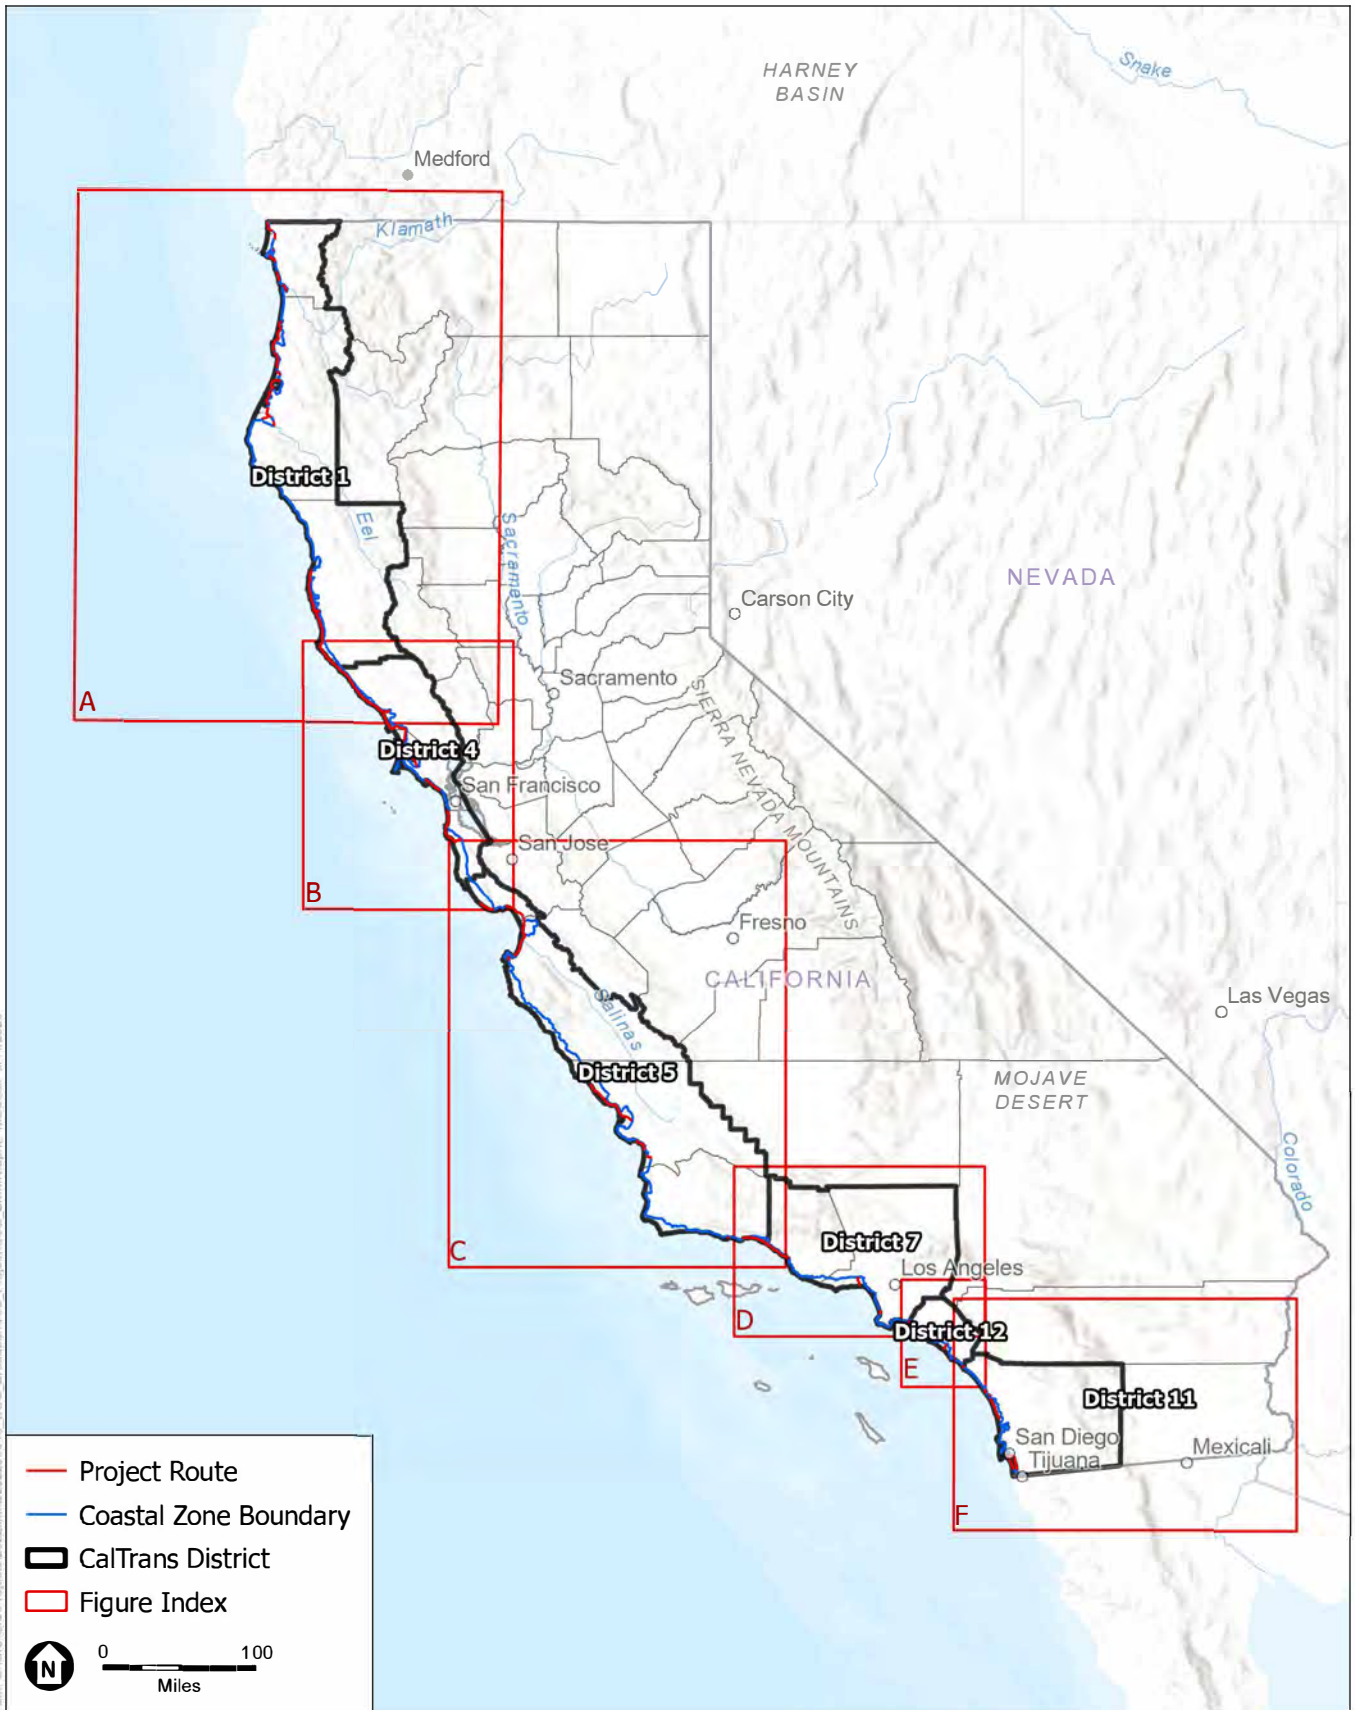 Snake
HARNEY
BASIN
Medford
Klamath
District 1
Eel
Sacramento
NEVADA
Carson City
Sacramento
A
SIERRA NEVADA MOUNTAINS
District 4
San Francisco
San Jose
B
Fresno
CALIFORNIA
Las Vegas
Salinas
District 5
MOJAVE
DESERT
Colorado
C
District 7
Los Angeles
D
District 12
E
District 11
San Diego
Tijuana
Mexicali
F
Project Route
Coastal Zone Boundary
CalTrans District
Figure Index
N
0 100
Miles